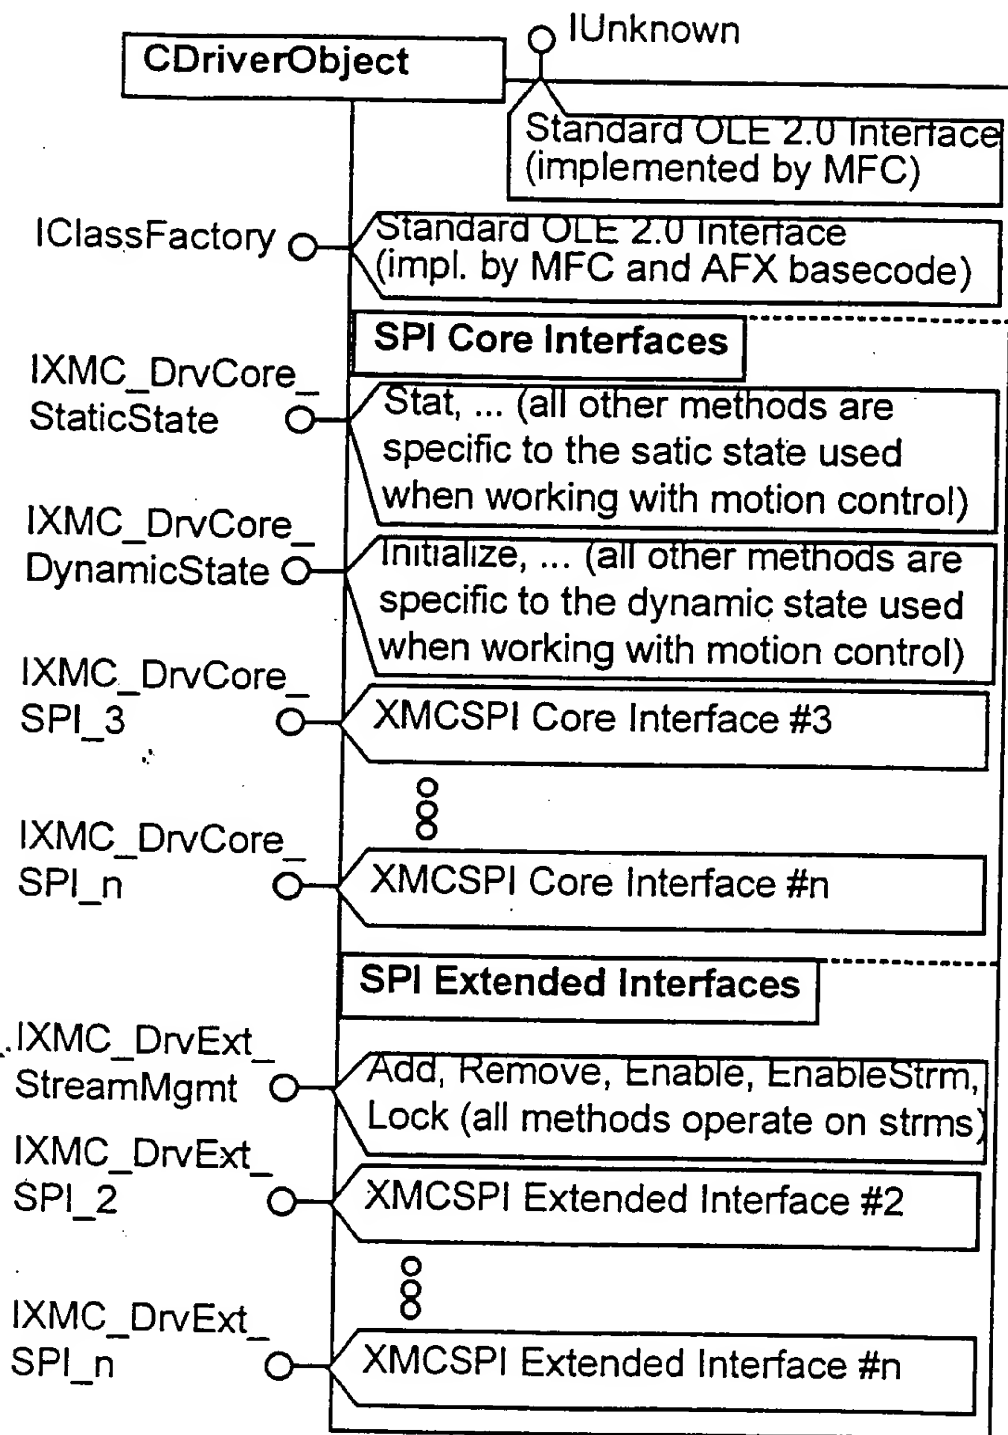 IUnknown
CDriverObject
Standard OLE 2.0 Interface
(implemented by MFC)
IClassFactory
Standard OLE 2.0 Interface
(impl. by MFC and AFX basecode)
SPI Core Interfaces
IXMC_DrvCore_
StaticState
Stat, ... (all other methods are
specific to the satic state used
when working with motion control)
IXMC_DrvCore_
DynamicState
Initialize, ... (all other methods are
specific to the dynamic state used
when working with motion control)
IXMC_DrvCore_
SPI_3
XMCSPI Core Interface #3
IXMC_DrvCore_
SPI_n
XMCSPI Core Interface #n
SPI Extended Interfaces
IXMC_DrvExt_
StreamMgmt
Add, Remove, Enable, EnableStrm,
Lock (all methods operate on strms)
IXMC_DrvExt_
SPI_2
XMCSPI Extended Interface #2
IXMC_DrvExt_
SPI_n
XMCSPI Extended Interface #n